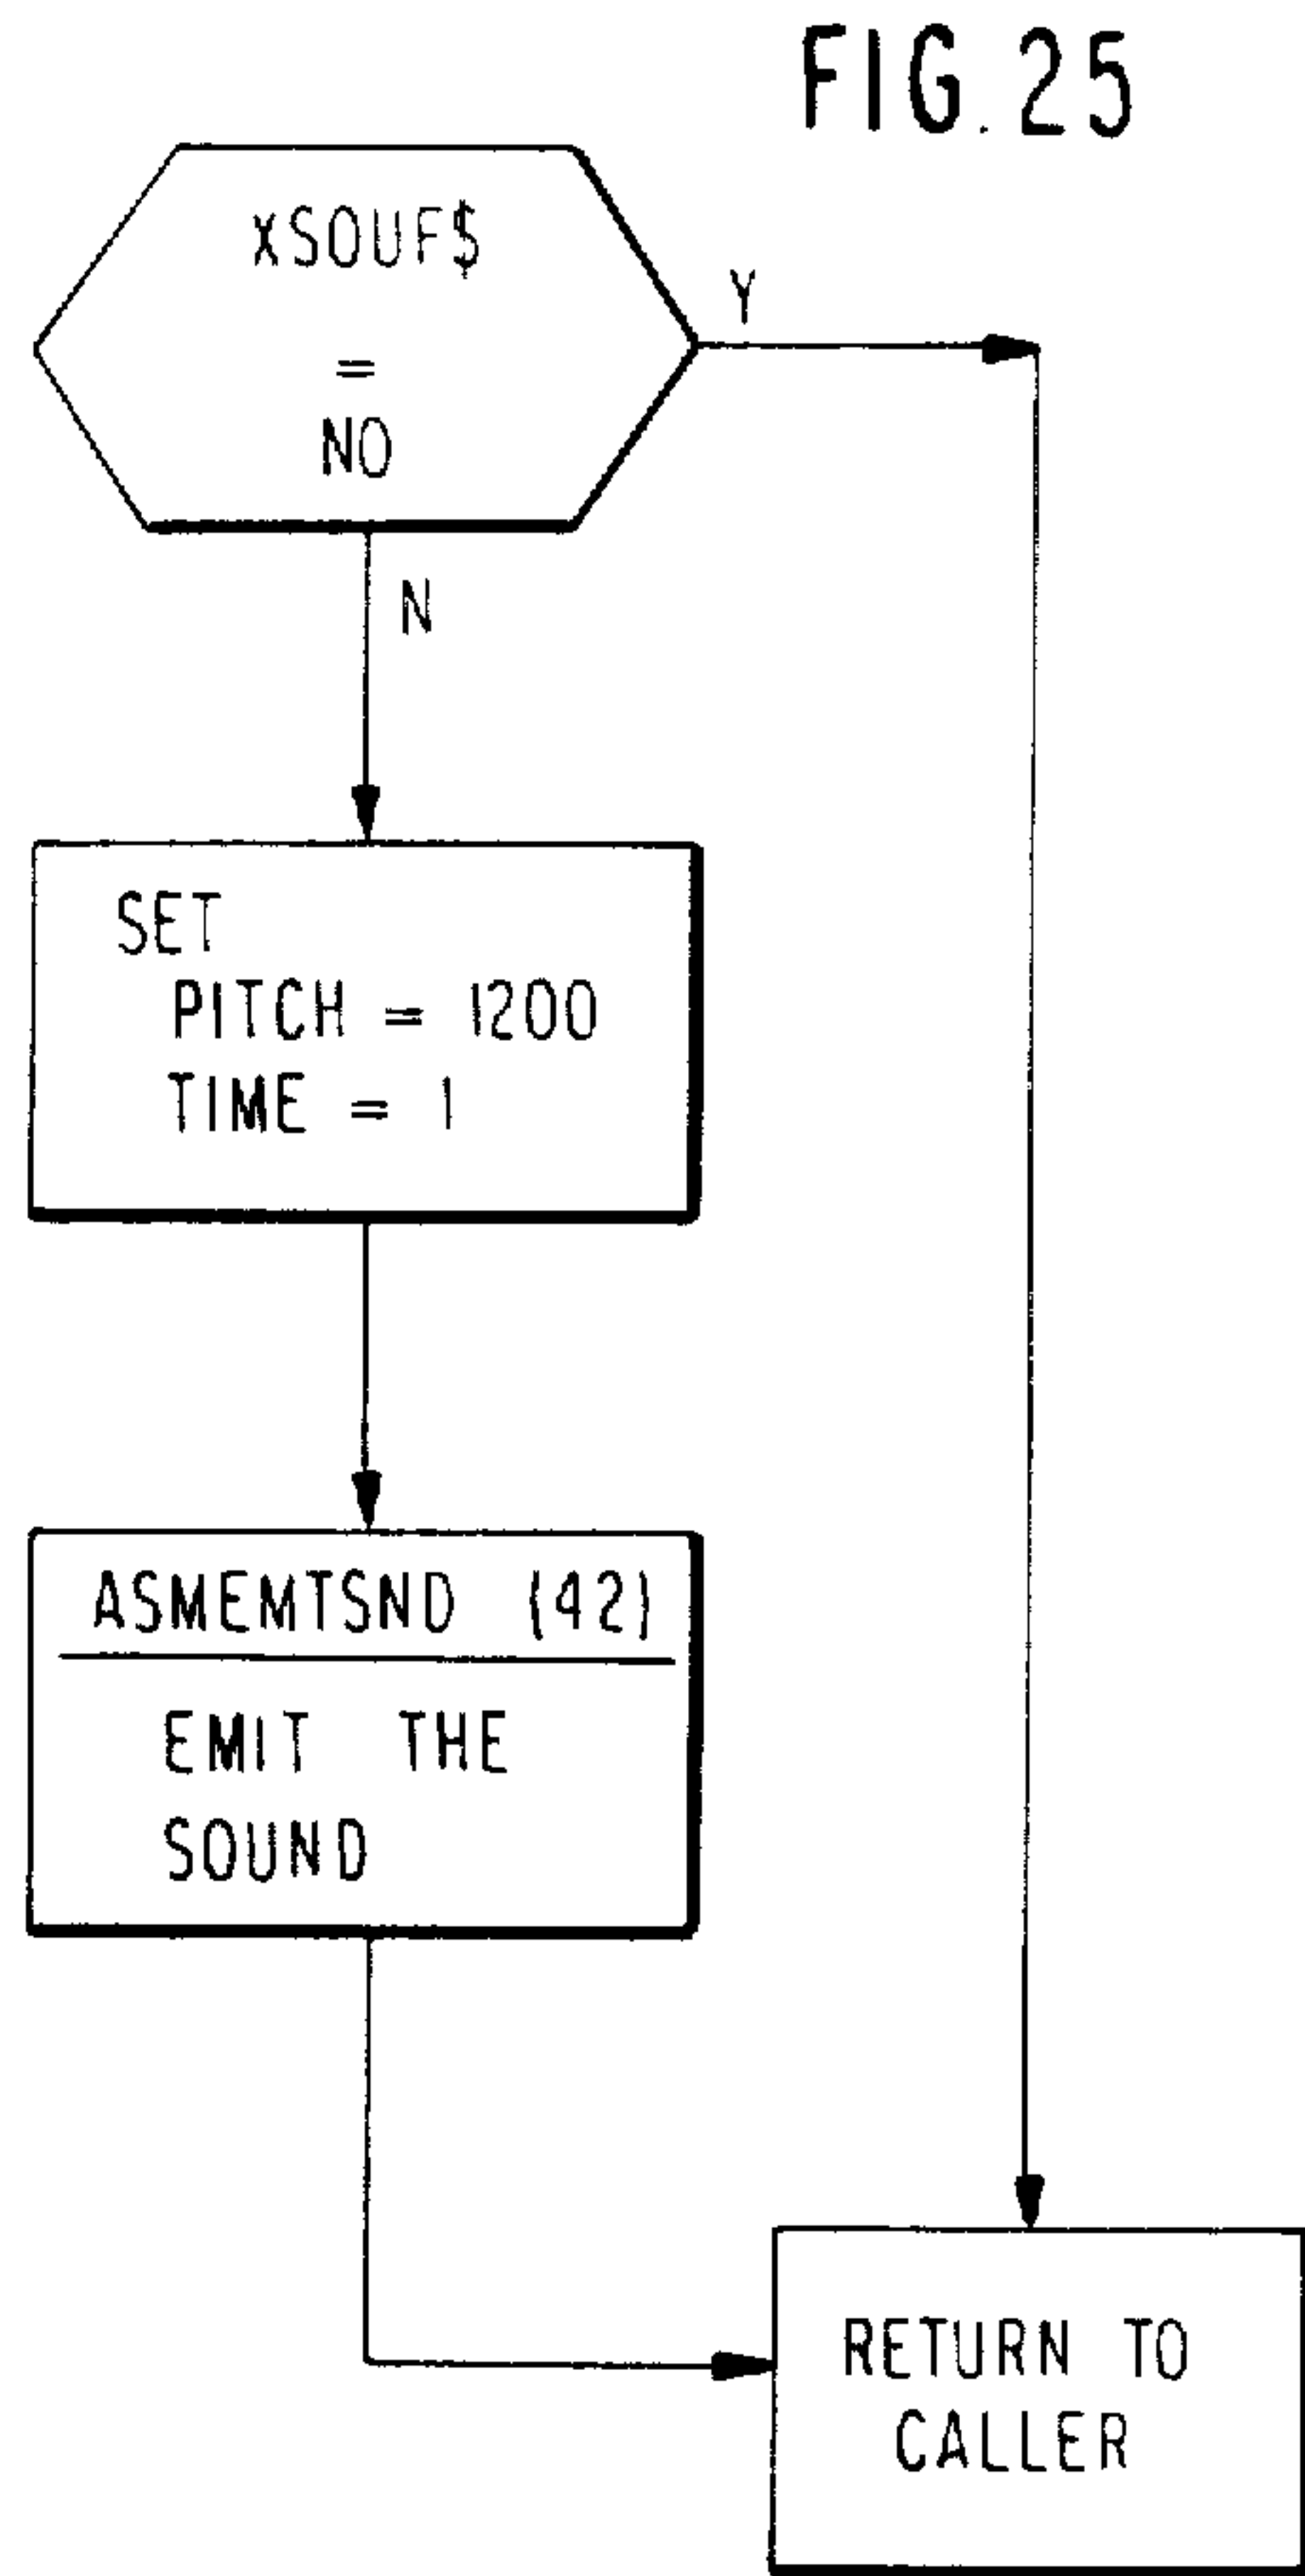 FIG. 25
XSOUF$
=
NO
Y
N
SET
PITCH = 1200
TIME = 1
ASMEMTSND (42)
EMIT THE
SOUND
RETURN TO
CALLER